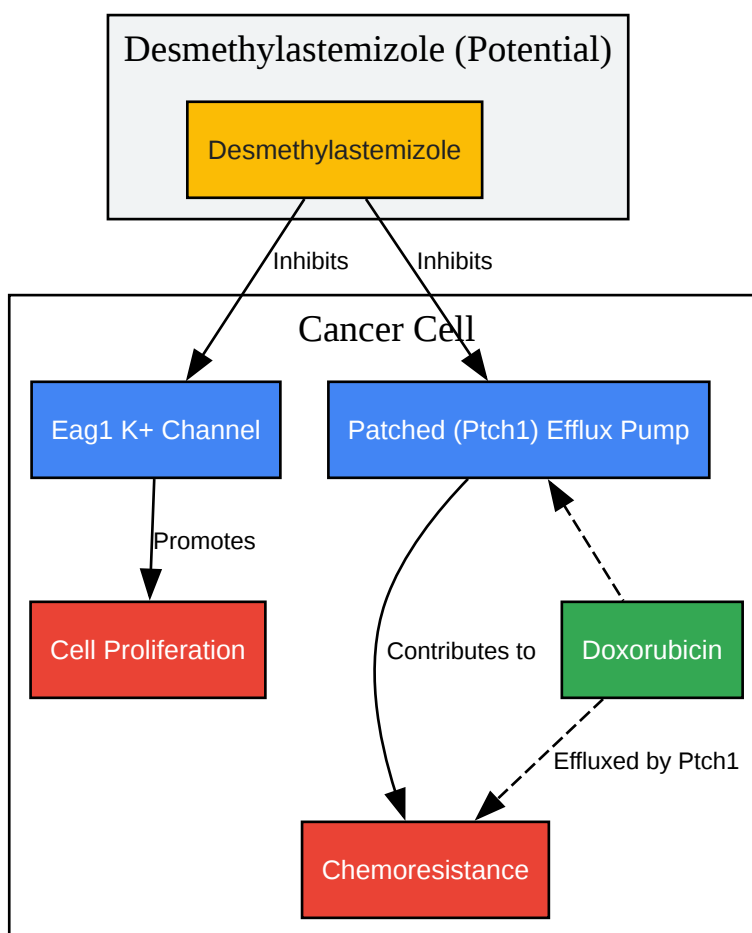 Desmethylastemizole (Potential)
Desmethylastemizole
Inhibits
Inhibits
Cancer Cell
Eag1 K+ Channel
Patched (Ptch1) Efflux Pump
Promotes
Cell Proliferation
Contributes to
Doxorubicin
Effluxed by Ptch1
Chemoresistance